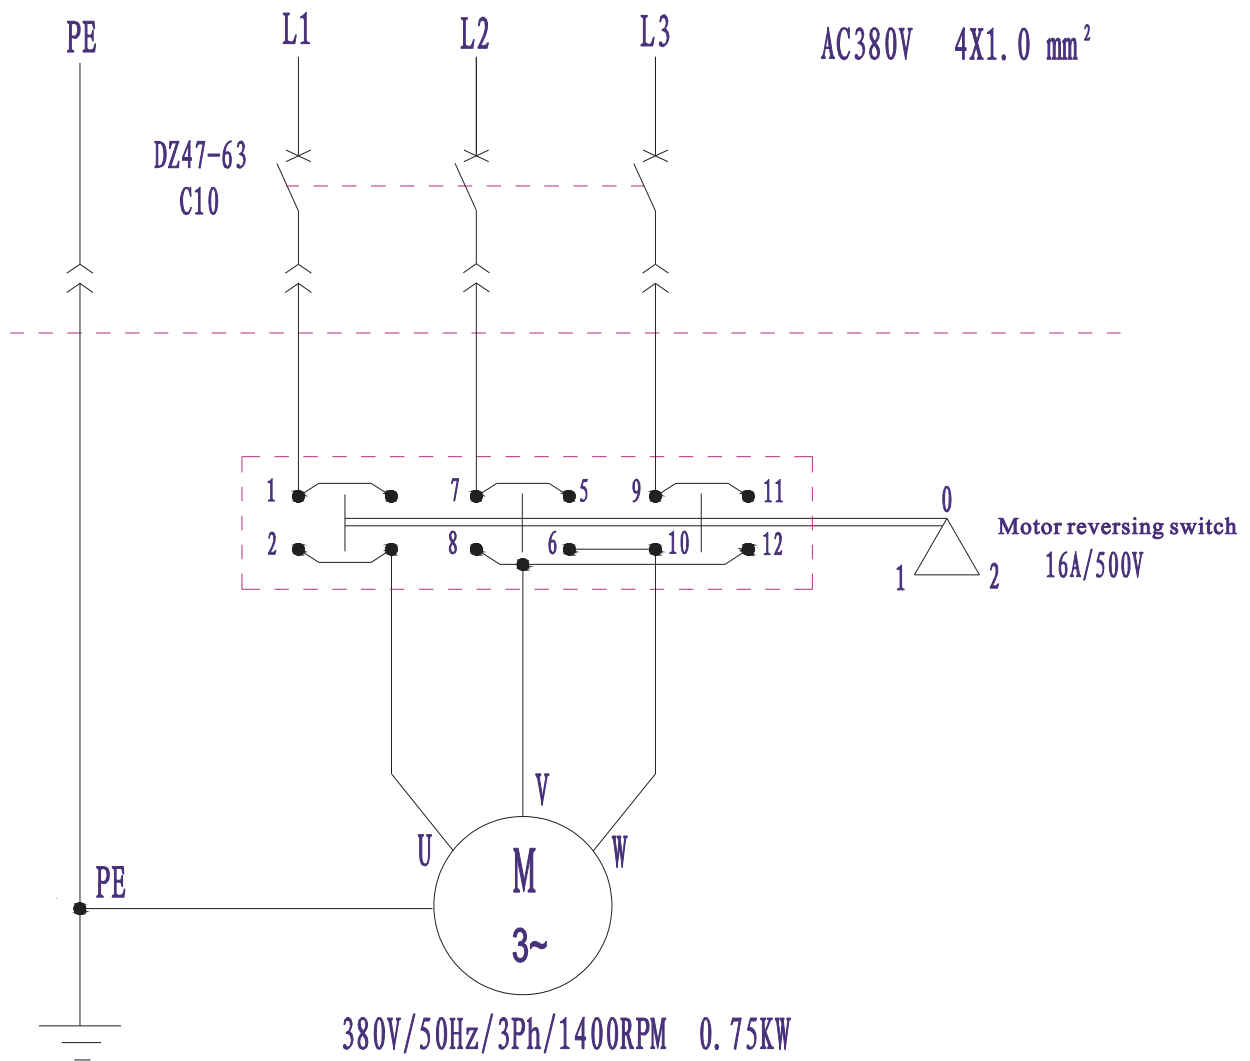 PE
L1
L2
L3
AC380V 4X1.0 mm²
DZ47-63
C10
1
7
5
9
11
2
8
6
10
12
0
1
2
Motor reversing switch
16A/500V
V
U
W
M
3~
PE
380V/50Hz/3Ph/1400RPM 0.75KW